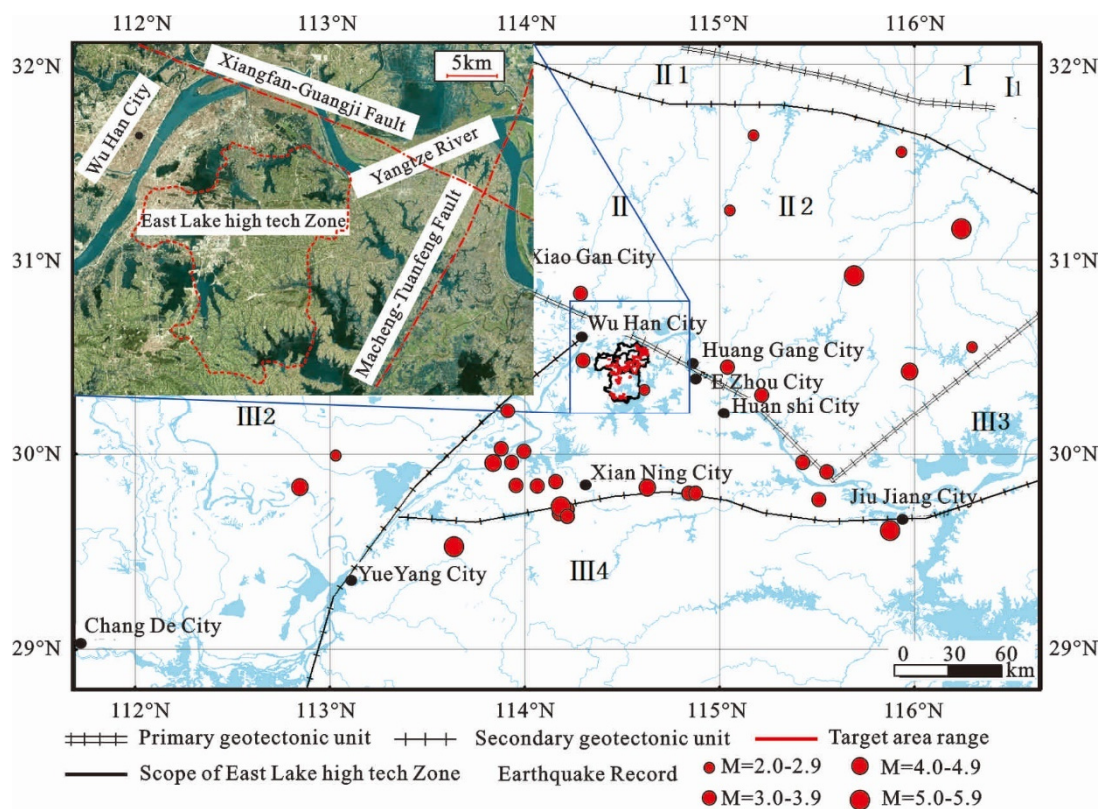 112°N 113°N 114°N 115°N 116°N
32°N
31°N
30°N
29°N
32°N
31°N
30°N
29°N
Xiangfan-Guangji Fault
5km
Wu Han City
Yangtze River
East Lake high tech Zone
Macheng-Tuanfeng Fault
II1
I
I1
II
II2
Xiao Gan City
Wu Han City
Huang Gang City
E Zhou City
Huan shi City
III2
III3
Xian Ning City
Jiu Jiang City
III4
YueYang City
Chang De City
0 30 60
km
112°N 113°N 114°N 115°N 116°N
Primary geotectonic unit Secondary geotectonic unit Target area range
Scope of East Lake high tech Zone Earthquake Record M=2.0-2.9 M=4.0-4.9
M=3.0-3.9 M=5.0-5.9